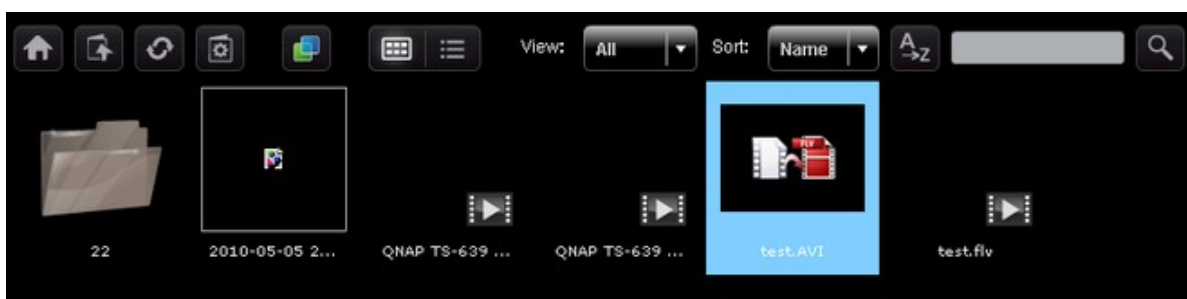 View: All Sort: Name A→Z
FLV
22 2010-05-05 2... QNAP TS-639 ... QNAP TS-639 ... test.AVI test.flv